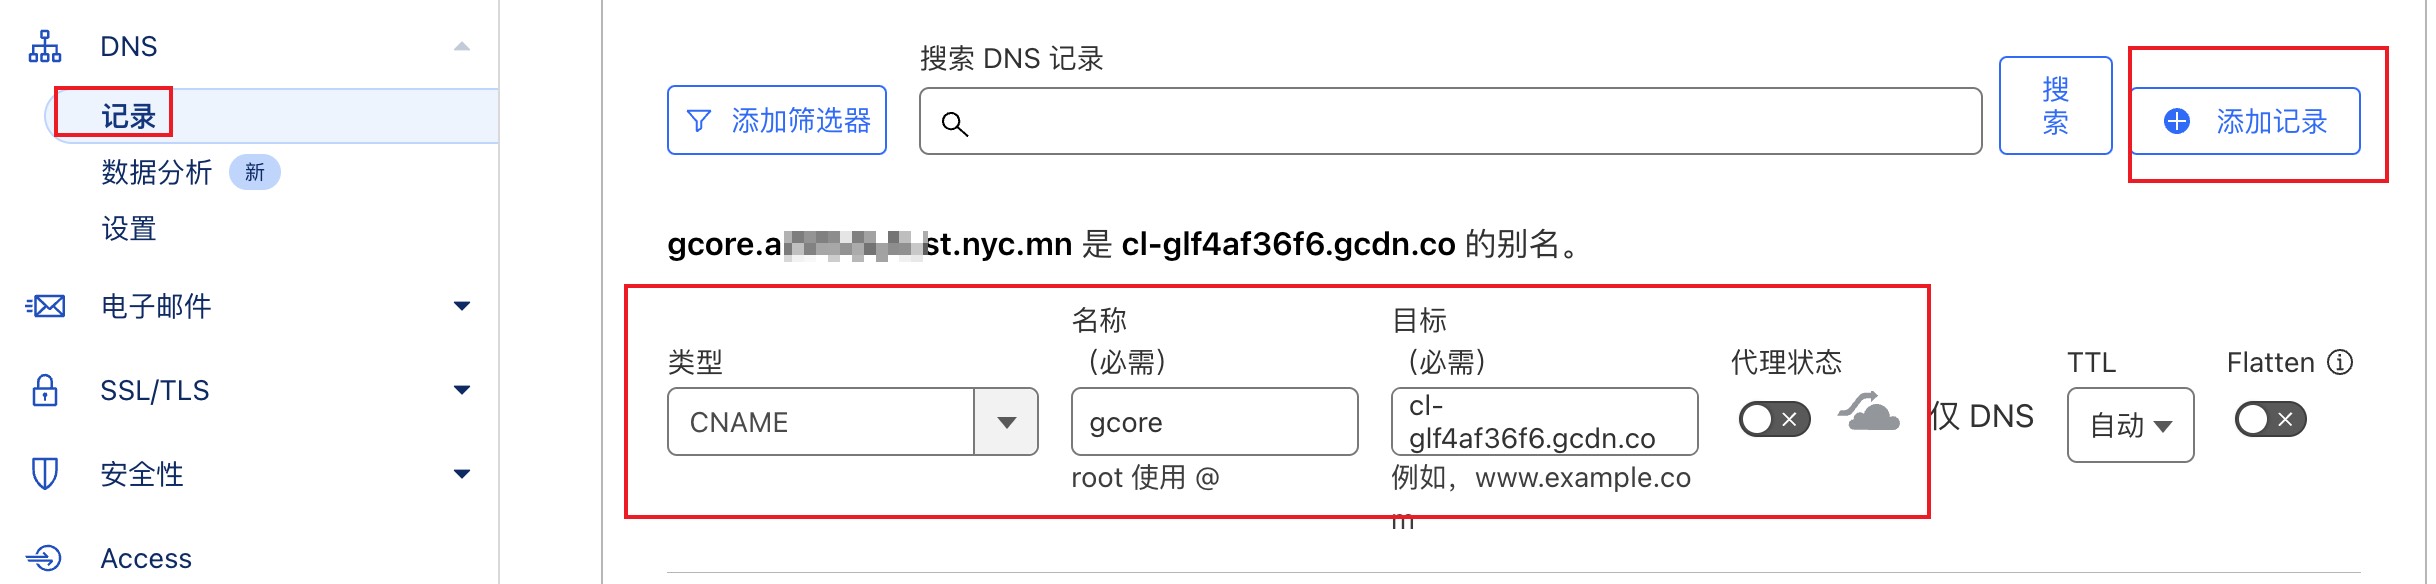 DNS
记录
数据分析 新
设置
电子邮件
SSL/TLS
安全性
Access
搜索 DNS 记录
添加筛选器
搜
索
添加记录
gcore.a st.nyc.mn 是 cl-glf4af36f6.gcdn.co 的别名。
类型
CNAME
名称
(必需)
gcore
root 使用 @
目标
(必需)
cl-
glf4af36f6.gcdn.co
例如，www.example.co
m
代理状态
仅 DNS
TTL
自动
Flatten